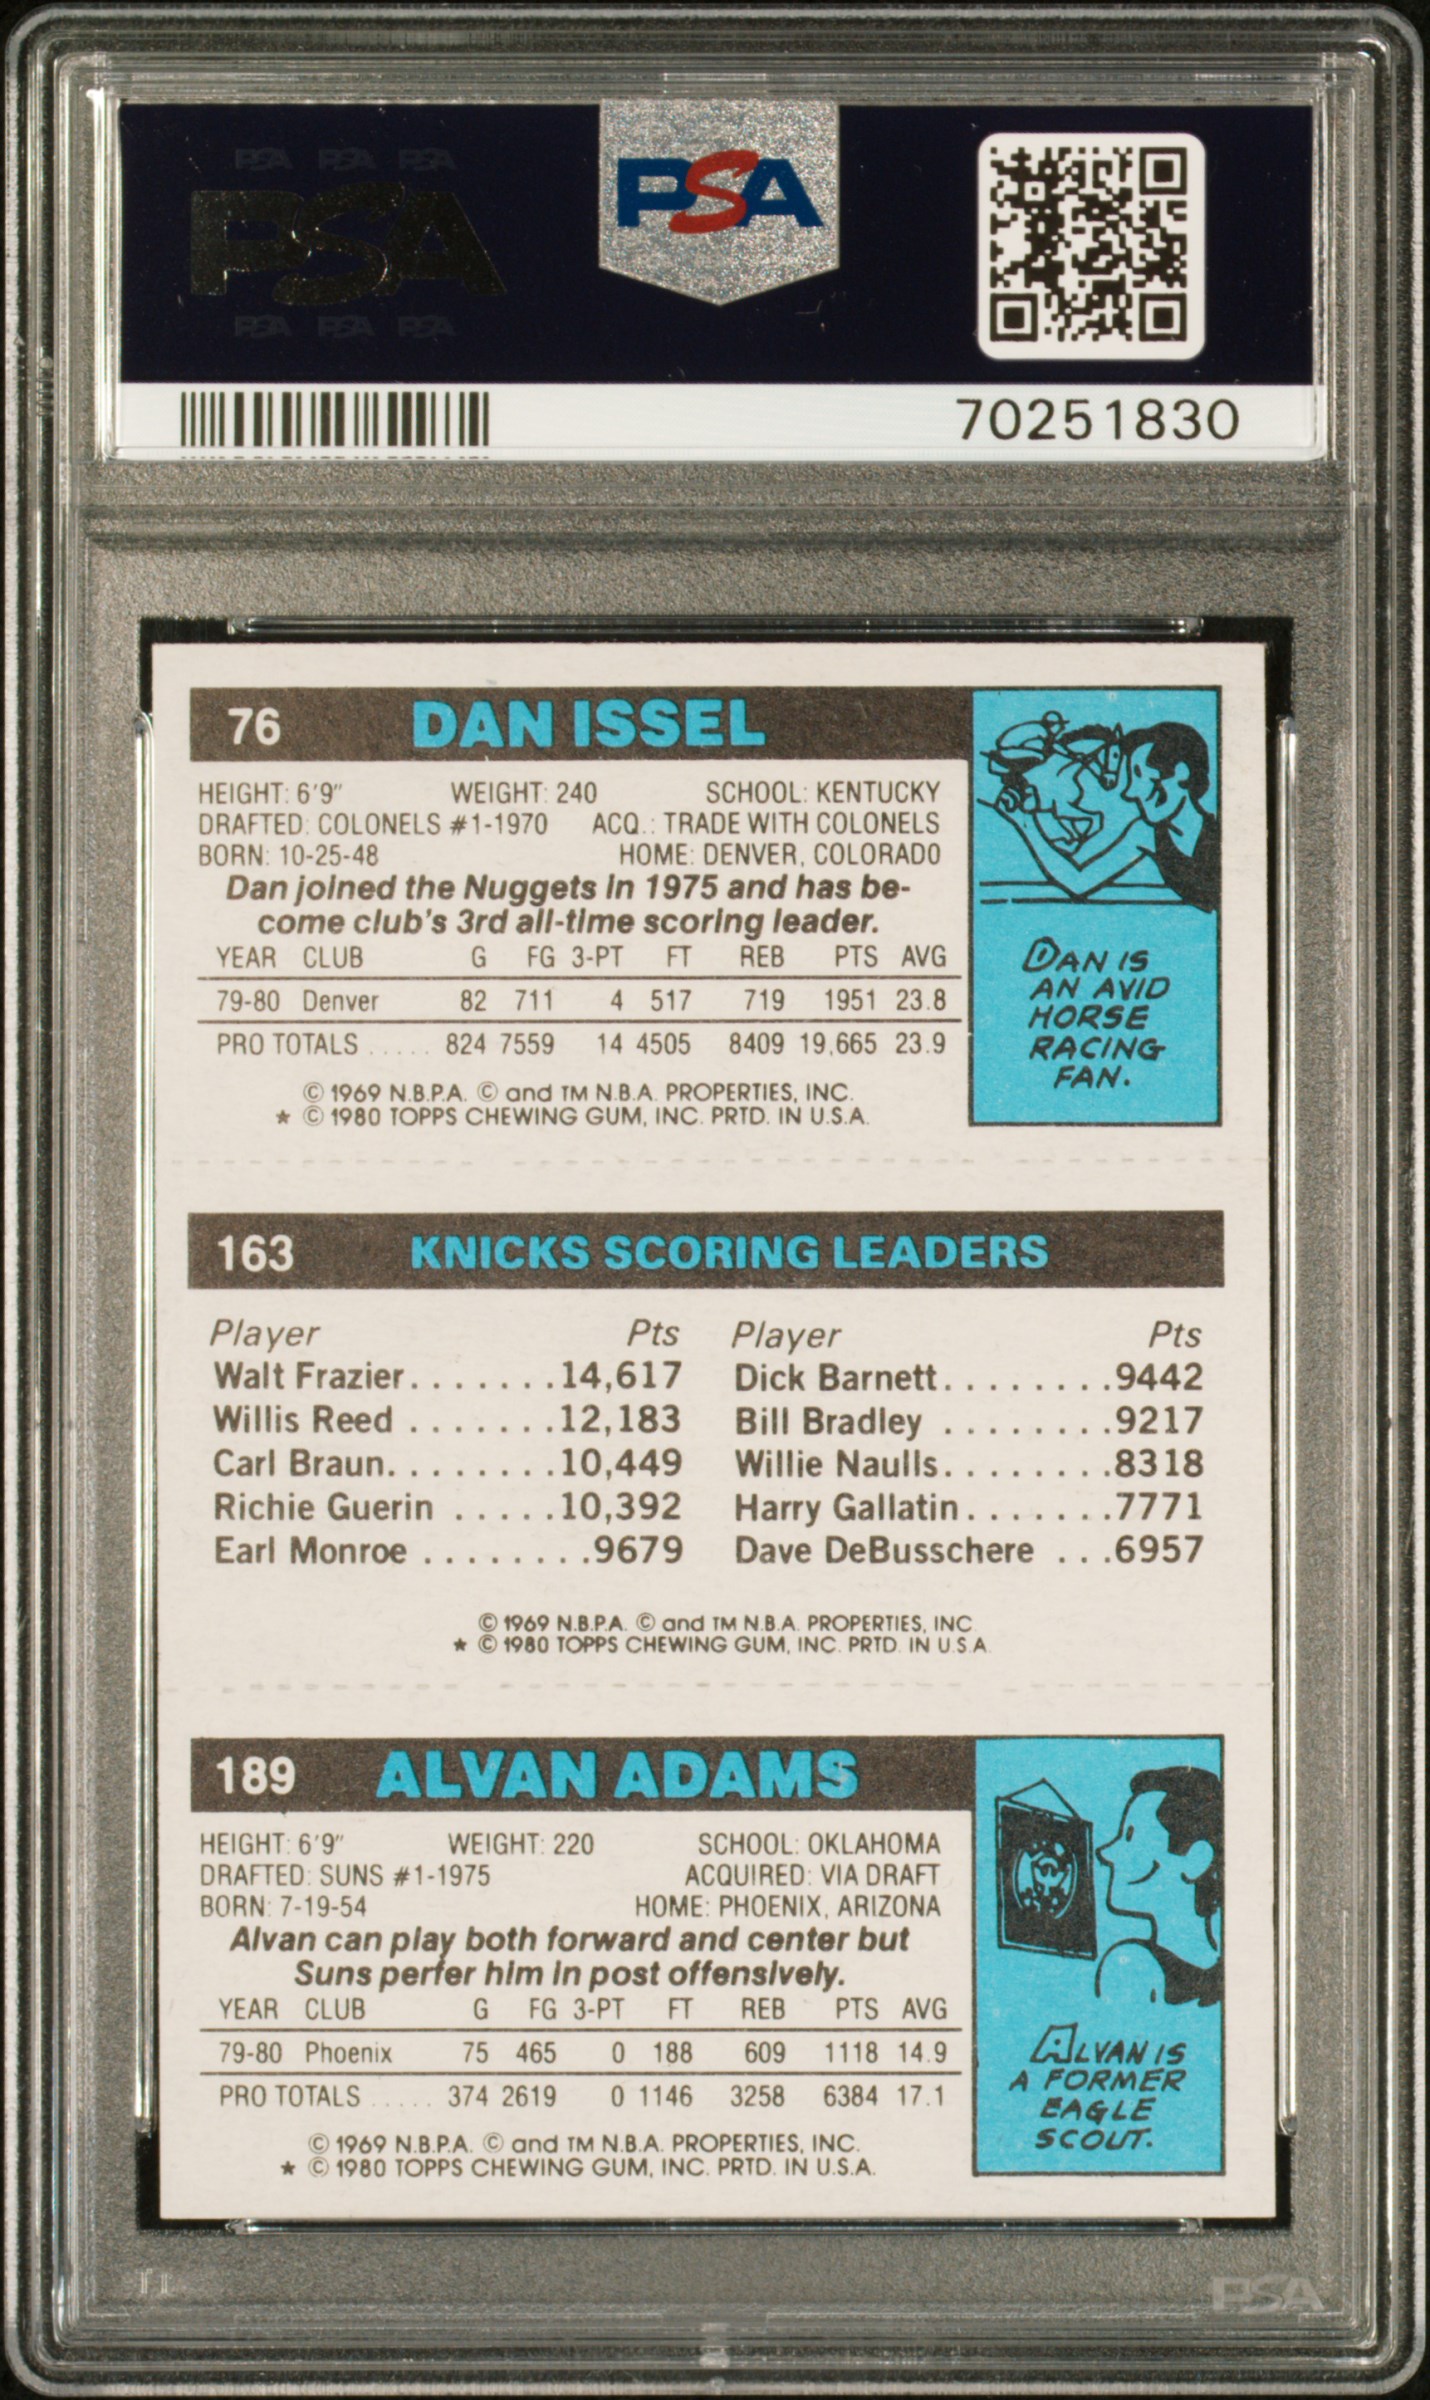 PSA PSA PSA
PSA
PSA PSA PSA
PSA
70251830
76 DAN ISSEL
HEIGHT: 6'9" WEIGHT: 240 SCHOOL: KENTUCKY
DRAFTED: COLONELS #1-1970 ACQ.: TRADE WITH COLONELS
BORN: 10-25-48 HOME: DENVER, COLORADO
Dan joined the Nuggets in 1975 and has be-
come club's 3rd all-time scoring leader.
YEAR CLUB G FG 3-PT FT REB PTS AVG
79-80 Denver 82 711 4 517 719 1951 23.8
PRO TOTALS ..... 824 7559 14 4505 8409 19,665 23.9
© 1969 N.B.P.A. © and TM N.B.A. PROPERTIES, INC.
* © 1980 TOPPS CHEWING GUM, INC. PRTD. IN U.S.A.
DAN IS
AN AVID
HORSE
RACING
FAN.
163 KNICKS SCORING LEADERS
Player Pts Player Pts
Walt Frazier.......14,617 Dick Barnett........9442
Willis Reed .......12,183 Bill Bradley ........9217
Carl Braun........10,449 Willie Naulls........8318
Richie Guerin .....10,392 Harry Gallatin.......7771
Earl Monroe ........9679 Dave DeBusschere ...6957
© 1969 N.B.P.A. © and TM N.B.A. PROPERTIES, INC.
* © 1980 TOPPS CHEWING GUM, INC. PRTD. IN U.S.A.
189 ALVAN ADAMS
HEIGHT: 6'9" WEIGHT: 220 SCHOOL: OKLAHOMA
DRAFTED: SUNS #1-1975 ACQUIRED: VIA DRAFT
BORN: 7-19-54 HOME: PHOENIX, ARIZONA
Alvan can play both forward and center but
Suns perfer him in post offensively.
YEAR CLUB G FG 3-PT FT REB PTS AVG
79-80 Phoenix 75 465 0 188 609 1118 14.9
PRO TOTALS ..... 374 2619 0 1146 3258 6384 17.1
© 1969 N.B.P.A. © and TM N.B.A. PROPERTIES, INC.
* © 1980 TOPPS CHEWING GUM, INC. PRTD. IN U.S.A.
ALVAN IS
A FORMER
EAGLE
SCOUT.
PSA